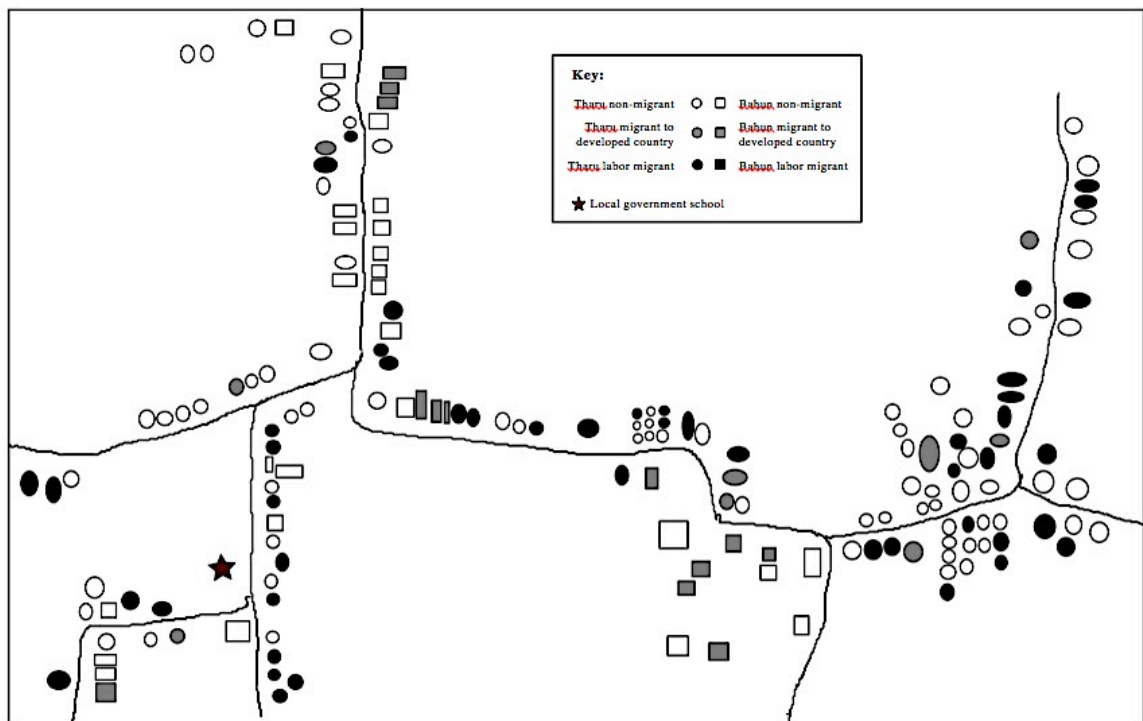 Key:
Tharu non-migrant
Bahun non-migrant
Tharu migrant to
developed country
Bahun migrant to
developed country
Tharu labor migrant
Bahun labor migrant
Local government school